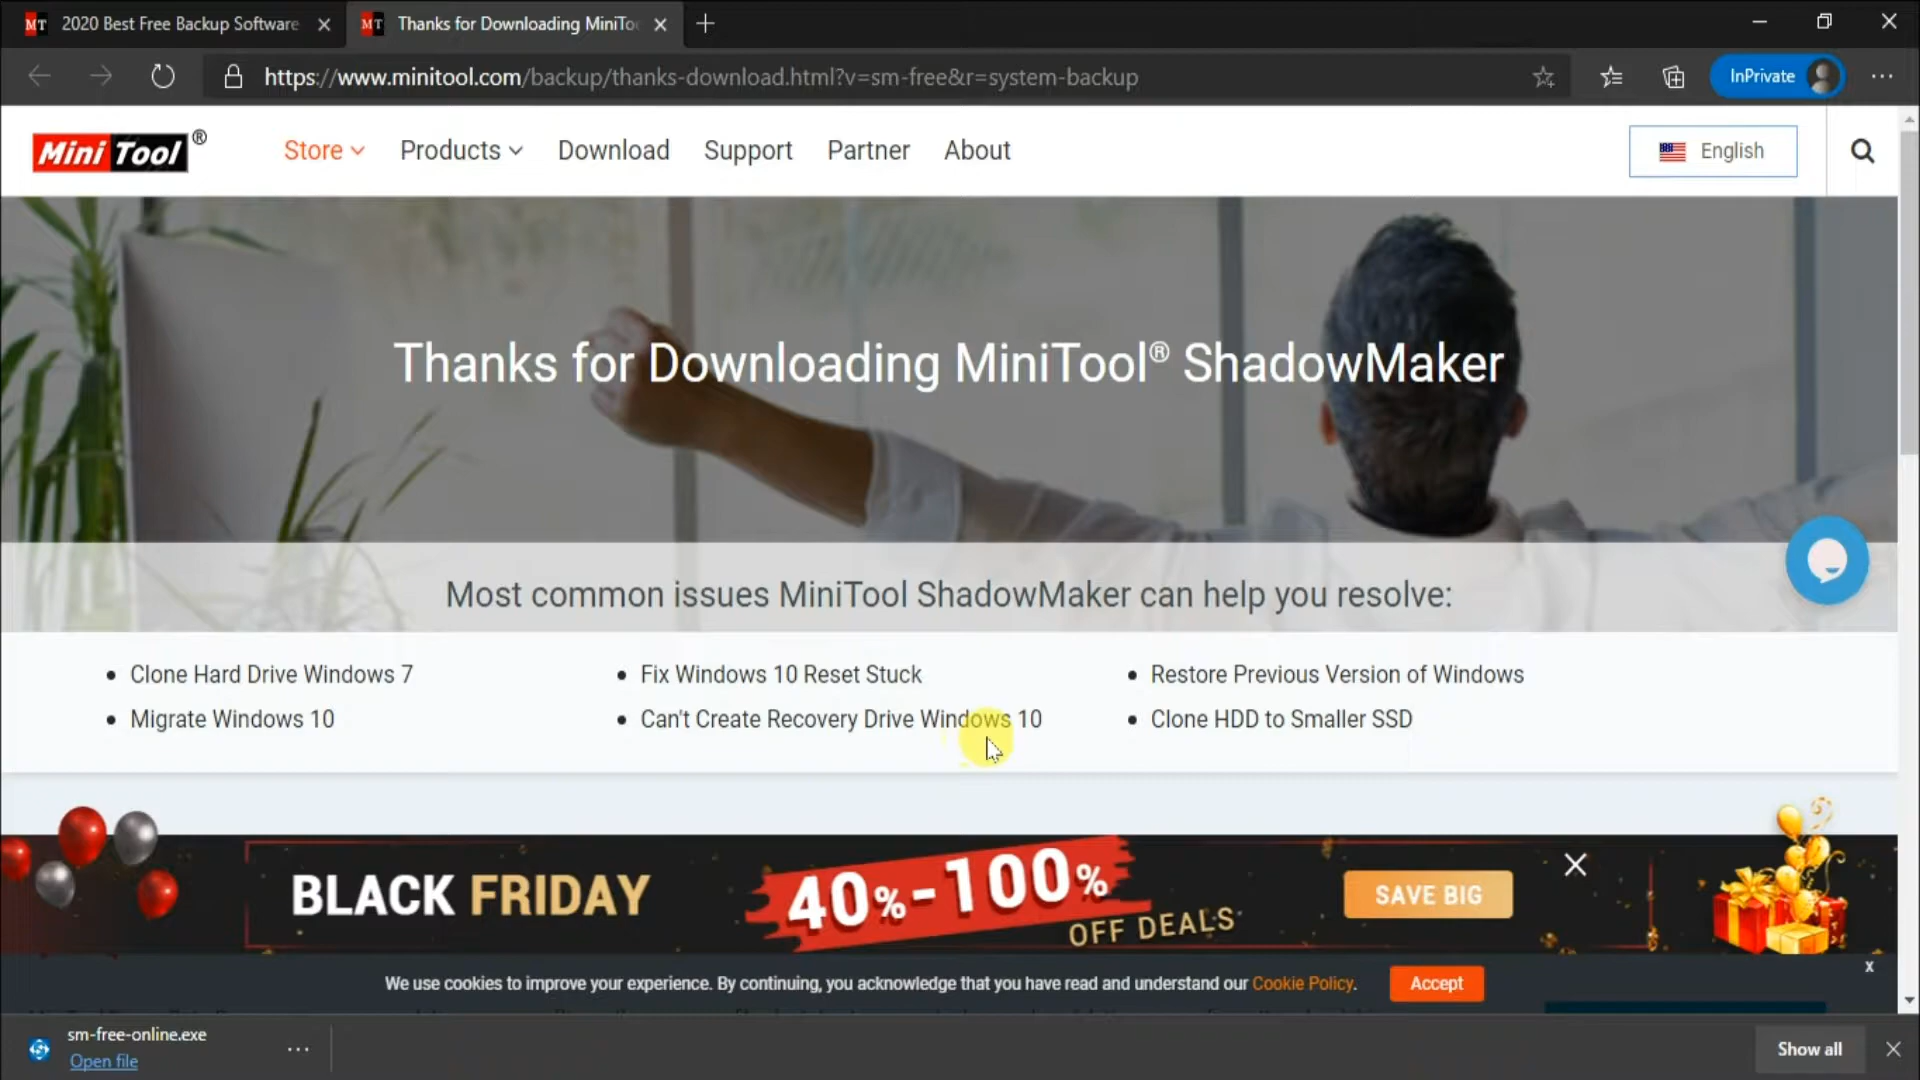 MT 2020 Best Free Backup Software
MT Thanks for Downloading MiniToo
https://www.minitool.com/backup/thanks-download.html?v=sm-free&r=system-backup
InPrivate
Mini Tool ®
Store
Products
Download
Support
Partner
About
English
Thanks for Downloading MiniTool® ShadowMaker
Most common issues MiniTool ShadowMaker can help you resolve:
• Clone Hard Drive Windows 7
• Migrate Windows 10
• Fix Windows 10 Reset Stuck
• Can't Create Recovery Drive Windows 10
• Restore Previous Version of Windows
• Clone HDD to Smaller SSD
BLACK FRIDAY
40%-100%
OFF DEALS
SAVE BIG
We use cookies to improve your experience. By continuing, you acknowledge that you have read and understand our Cookie Policy.
Accept
x
sm-free-online.exe
Open file
Show all